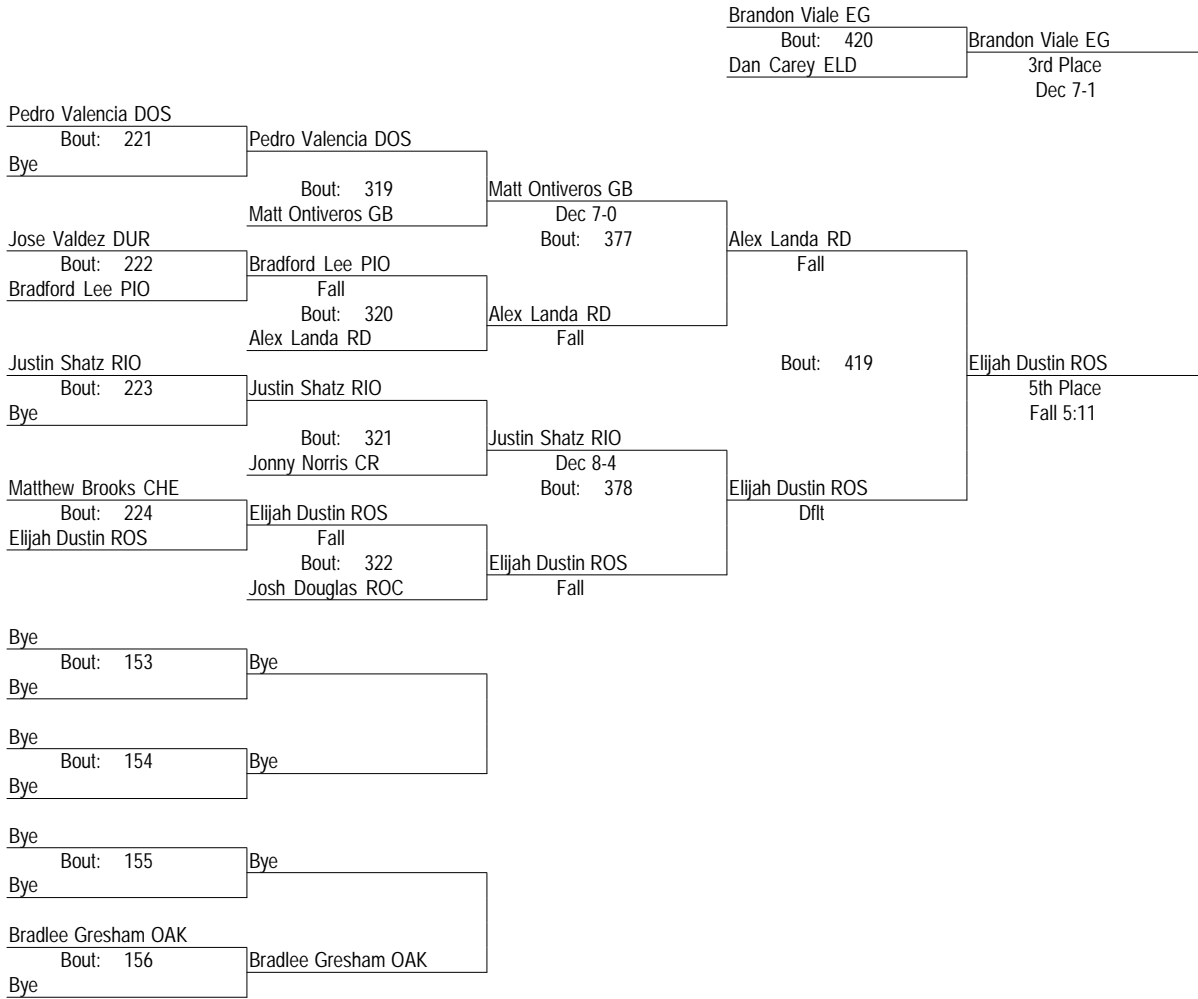 Brandon Viale EG
Bout: 420
Brandon Viale EG
Dan Carey ELD
3rd Place
Dec 7-1
Pedro Valencia DOS
Bout: 221
Pedro Valencia DOS
Bye
Bout: 319
Matt Ontiveros GB
Matt Ontiveros GB
Dec 7-0
Jose Valdez DUR
Bout: 377
Alex Landa RD
Bout: 222
Bradford Lee PIO
Fall
Bradford Lee PIO
Fall
Bout: 320
Alex Landa RD
Alex Landa RD
Fall
Justin Shatz RIO
Bout: 419
Elijah Dustin ROS
Bout: 223
Justin Shatz RIO
5th Place
Bye
Fall 5:11
Bout: 321
Justin Shatz RIO
Jonny Norris CR
Dec 8-4
Matthew Brooks CHE
Bout: 378
Elijah Dustin ROS
Bout: 224
Elijah Dustin ROS
Dflt
Elijah Dustin ROS
Fall
Bout: 322
Elijah Dustin ROS
Josh Douglas ROC
Fall
Bye
Bout: 153
Bye
Bye
Bye
Bout: 154
Bye
Bye
Bye
Bout: 155
Bye
Bye
Bradlee Gresham OAK
Bout: 156
Bradlee Gresham OAK
Bye